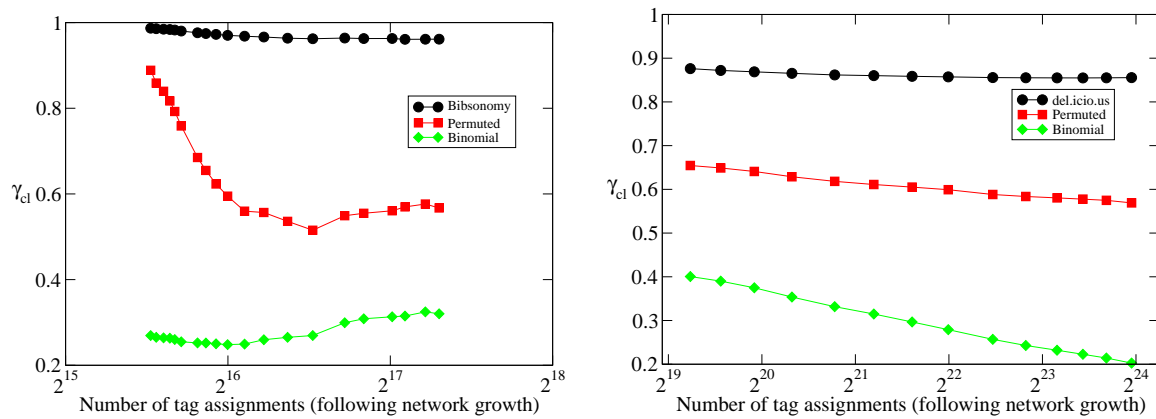 1
0.8
0.6
0.4
0.2
γcl
2^15
2^16
2^17
2^18
Number of tag assignments (following network growth)
Bibsonomy
Permuted
Binomial
1
0.9
0.8
0.7
0.6
0.5
0.4
0.3
0.2
γcl
2^19
2^20
2^21
2^22
2^23
2^24
Number of tag assignments (following network growth)
del.icio.us
Permuted
Binomial